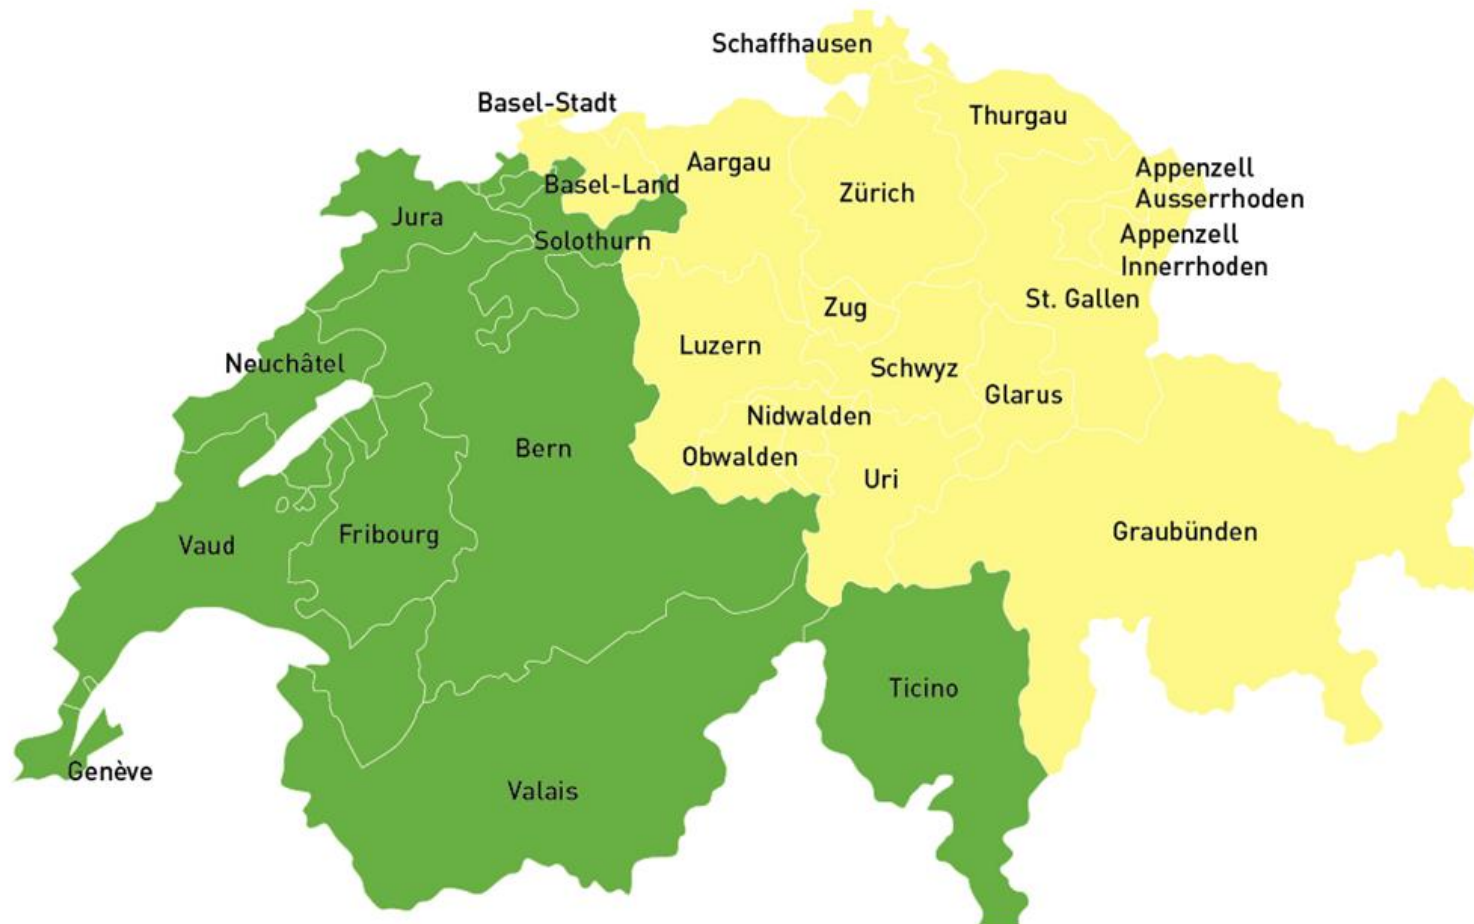 Schaffhausen
Basel-Stadt
Thurgau
Aargau
Appenzell
Ausserrhoden
Basel-Land
Zürich
Jura
Solothurn
Appenzell
Innerrhoden
St. Gallen
Zug
Luzern
Neuchâtel
Schwyz
Glarus
Nidwalden
Bern
Obwalden
Uri
Graubünden
Fribourg
Vaud
Ticino
Genève
Valais